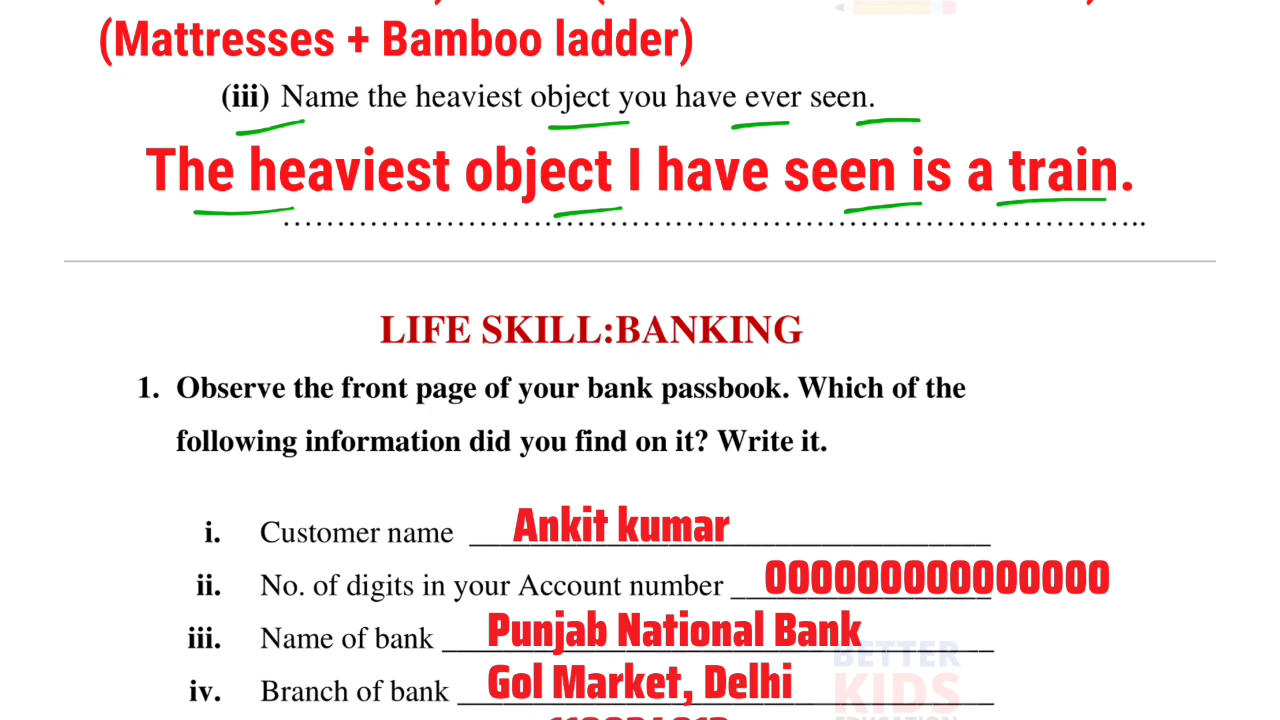 (Mattresses + Bamboo ladder)
(iii) Name the heaviest object you have ever seen.
The heaviest object I have seen is a train.
........................................................................................
LIFE SKILL:BANKING
1. Observe the front page of your bank passbook. Which of the
following information did you find on it? Write it.
i. Customer name Ankit kumar
ii. No. of digits in your Account number 000000000000000
iii. Name of bank Punjab National Bank
BETTER
iv. Branch of bank Gol Market, Delhi
KIDS